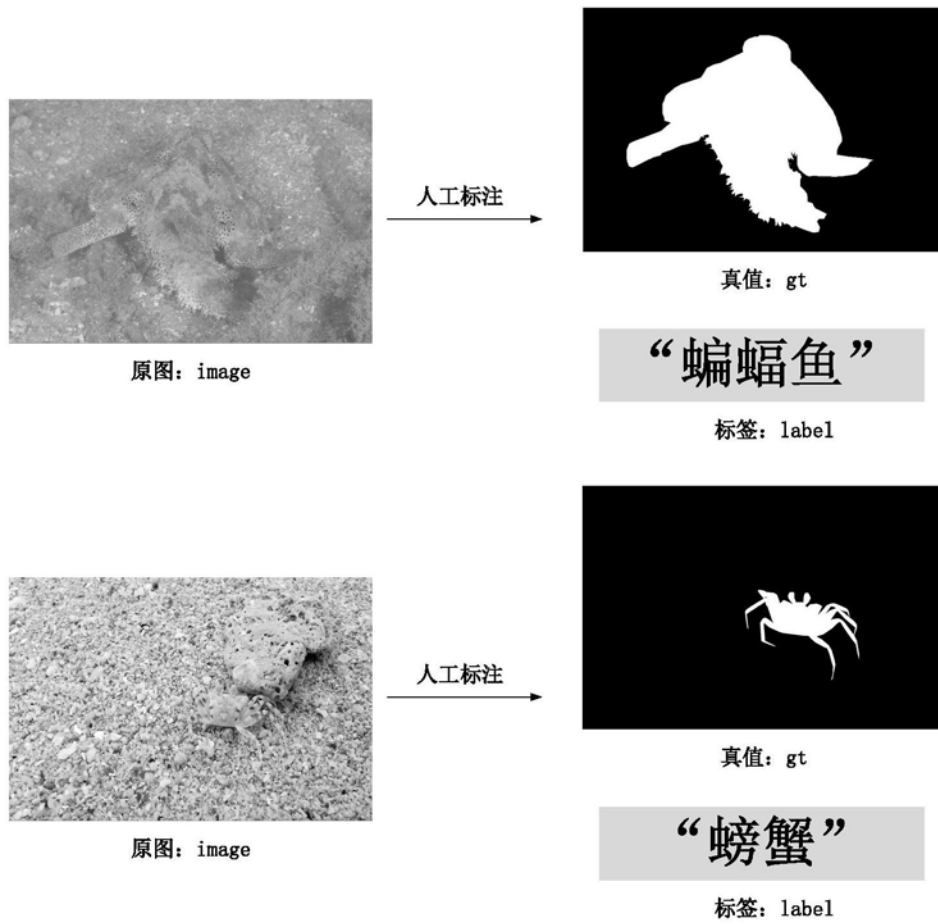 人工标注
原图：image
真值：gt
“蝙蝠鱼”
标签：label
人工标注
原图：image
真值：gt
“螃蟹”
标签：label